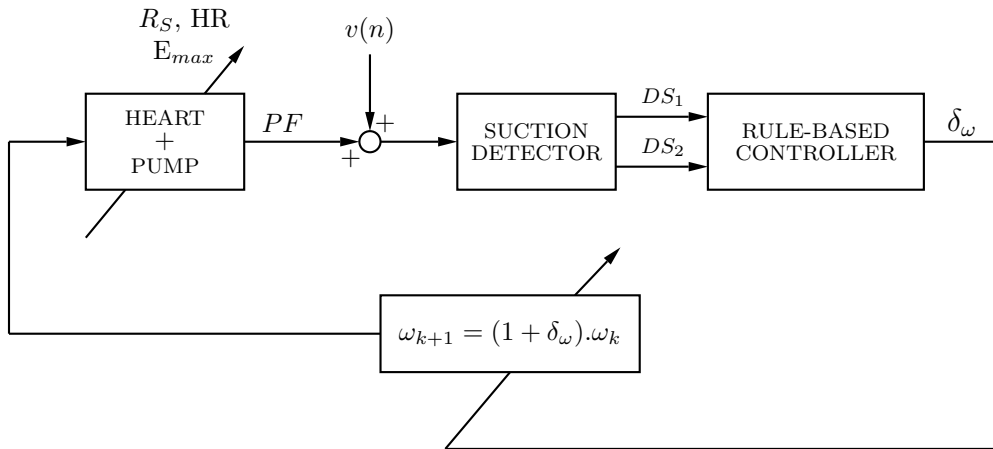 R_S, HR
E_max
v(n)
HEART
+
PUMP
PF
+
+
SUCTION
DETECTOR
DS_1
DS_2
RULE-BASED
CONTROLLER
δ_ω
ω_{k+1} = (1 + δ_ω).ω_k